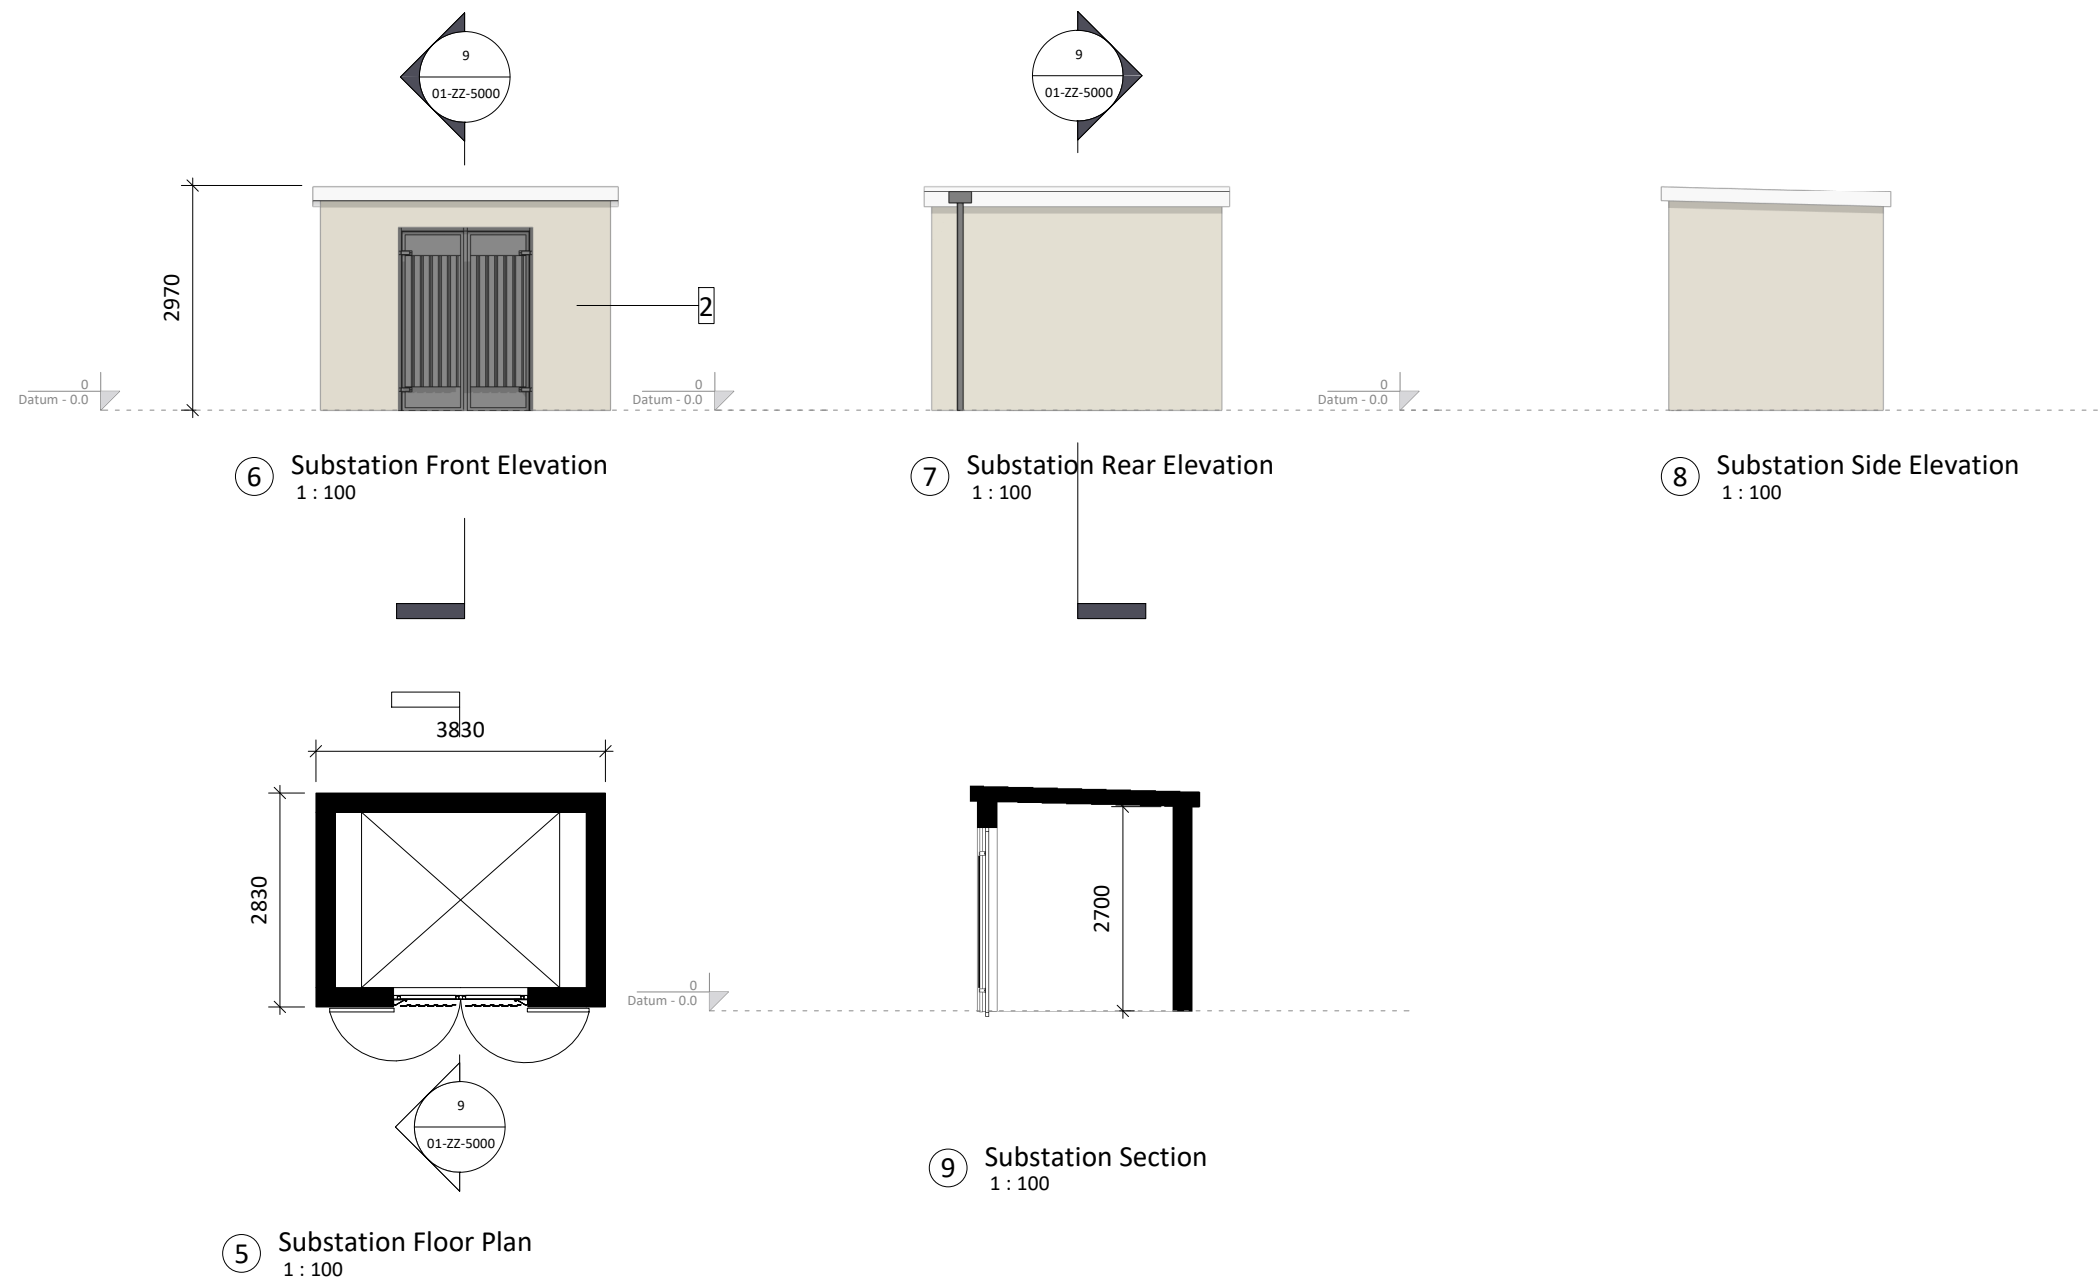 9
01-ZZ-5000
9
01-ZZ-5000
2970
2
0
Datum - 0.0
0
Datum - 0.0
0
Datum - 0.0
6 Substation Front Elevation
1 : 100
7 Substation Rear Elevation
1 : 100
8 Substation Side Elevation
1 : 100
3830
2830
2700
0
Datum - 0.0
9
01-ZZ-5000
9 Substation Section
1 : 100
5 Substation Floor Plan
1 : 100